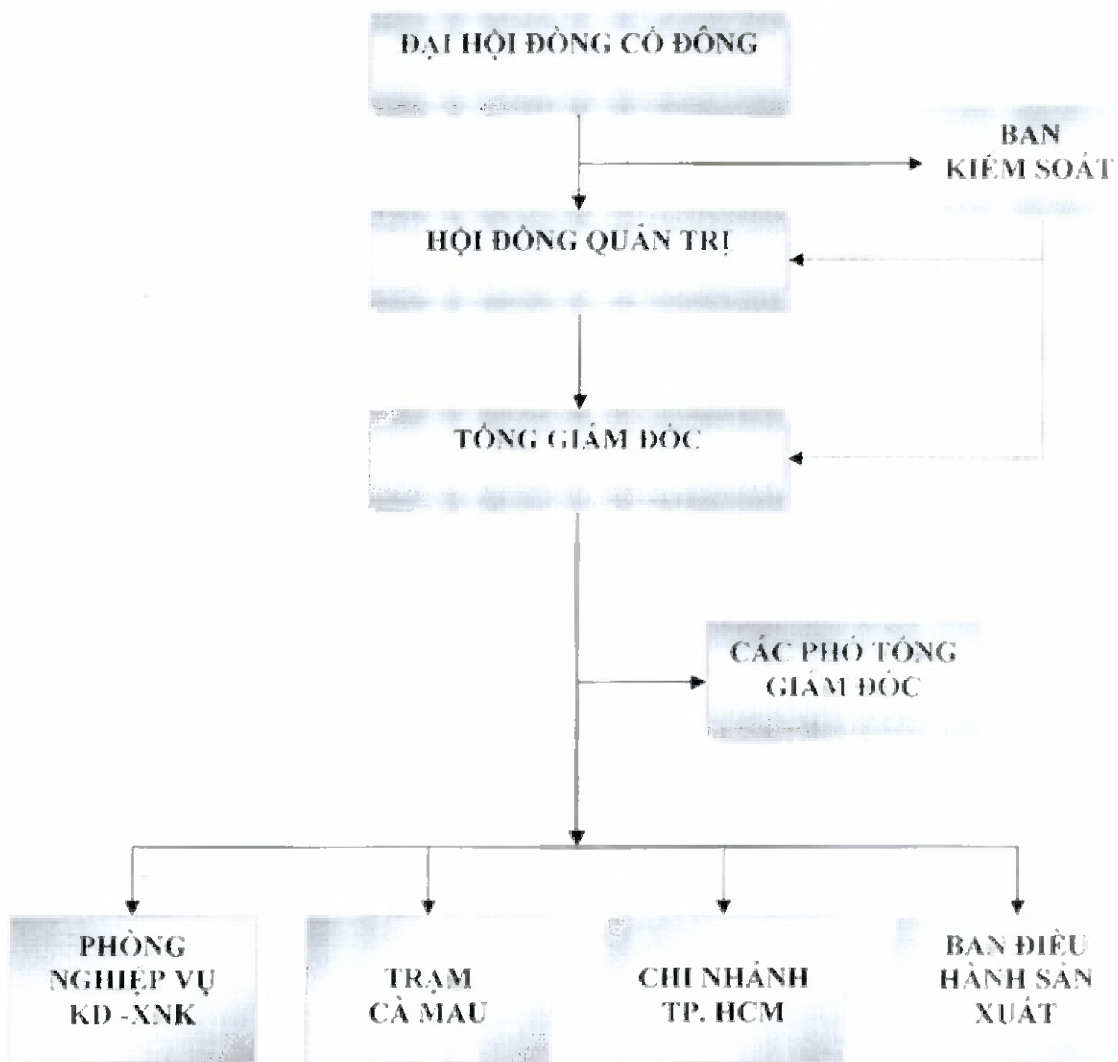 ĐẠI HỘI ĐỒNG CỔ ĐÔNG
BAN
KIỂM SOÁT
HỘI ĐỒNG QUẢN TRỊ
TỔNG GIÁM ĐỐC
CÁC PHÓ TỔNG
GIÁM ĐỐC
PHÒNG
NGHIỆP VỤ
KD -XNK
TRẠM
CÀ MAU
CHI NHÁNH
TP. HCM
BAN ĐIỀU
HÀNH SẢN
XUẤT